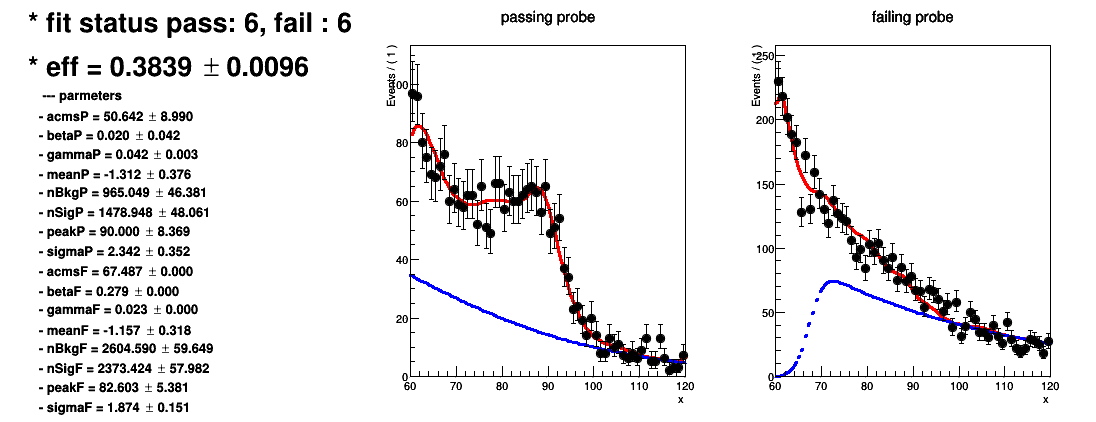 * fit status pass: 6, fail : 6
* eff = 0.3839 ± 0.0096
--- parmeters
- acmsP = 50.642 ± 8.990
- betaP = 0.020 ± 0.042
- gammaP = 0.042 ± 0.003
- meanP = -1.312 ± 0.376
- nBkgP = 965.049 ± 46.381
- nSigP = 1478.948 ± 48.061
- peakP = 90.000 ± 8.369
- sigmaP = 2.342 ± 0.352
- acmsF = 67.487 ± 0.000
- betaF = 0.279 ± 0.000
- gammaF = 0.023 ± 0.000
- meanF = -1.157 ± 0.318
- nBkgF = 2604.590 ± 59.649
- nSigF = 2373.424 ± 57.982
- peakF = 82.603 ± 5.381
- sigmaF = 1.874 ± 0.151
passing probe
Events / ( 1 )
100
80
60
40
20
0
60 70 80 90 100 110 120
x
failing probe
Events / ( 1 )
250
200
150
100
50
0
60 70 80 90 100 110 120
x